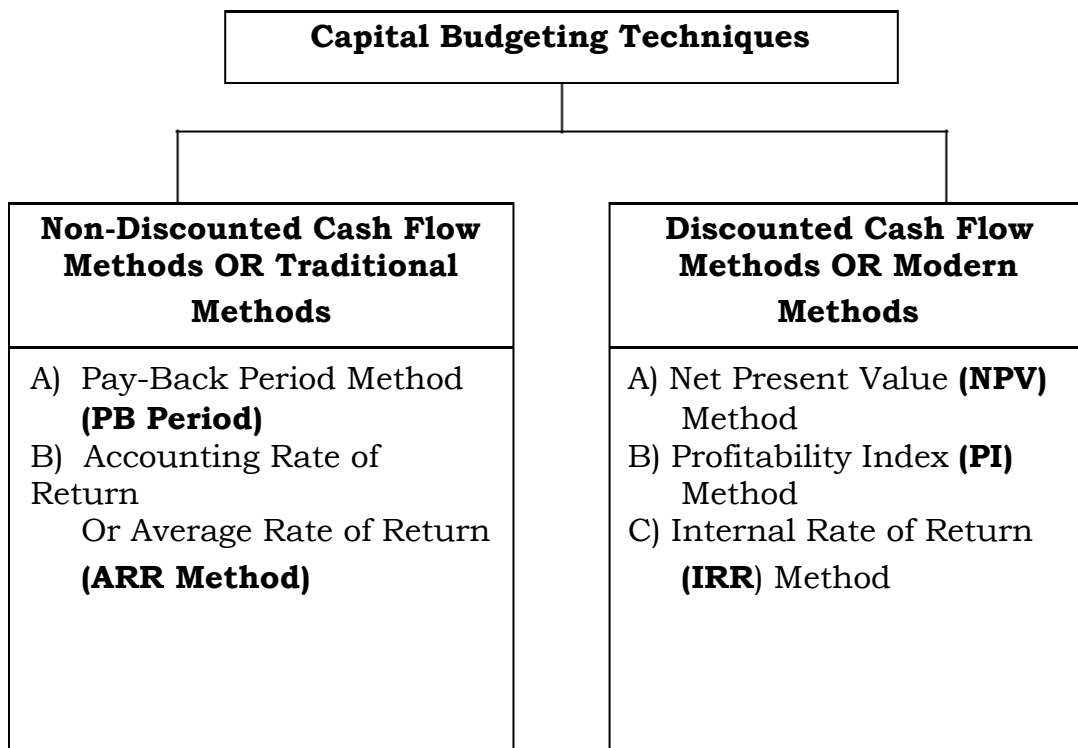 Capital Budgeting Techniques
Non-Discounted Cash Flow
Methods OR Traditional
Methods
A) Pay-Back Period Method
(PB Period)
B) Accounting Rate of
Return
Or Average Rate of Return
(ARR Method)
Discounted Cash Flow
Methods OR Modern
Methods
A) Net Present Value (NPV)
Method
B) Profitability Index (PI)
Method
C) Internal Rate of Return
(IRR) Method